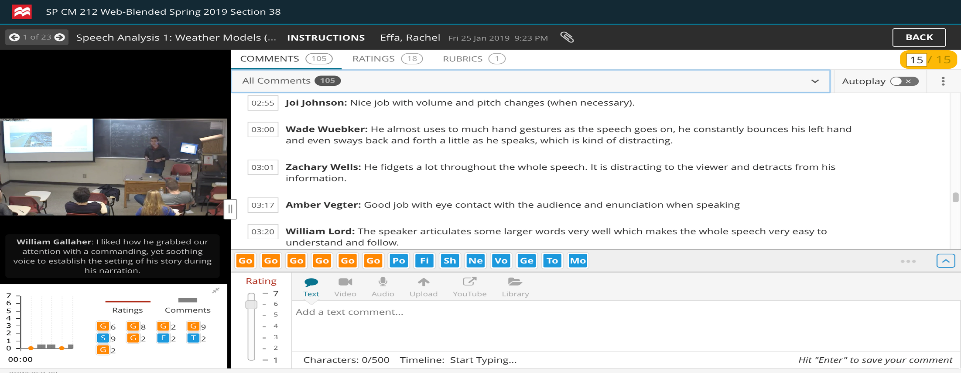 SP CM 212 Web-Blended Spring 2019 Section 38
1 of 23 Speech Analysis 1: Weather Models (... INSTRUCTIONS Effa, Rachel Fri 25 Jan 2019 9:23 PM BACK
COMMENTS 105 RATINGS 18 RUBRICS 1 15 / 15
All Comments 105 Autoplay
02:55 Joi Johnson: Nice job with volume and pitch changes (when necessary).
03:00 Wade Wuebker: He almost uses to much hand gestures as the speech goes on, he constantly bounces his left hand
and even sways back and forth a little as he speaks, which is kind of distracting.
03:01 Zachary Wells: He fidgets a lot throughout the whole speech. It is distracting to the viewer and detracts from his
information.
03:17 Amber Vegter: Good job with eye contact with the audience and enunciation when speaking
03:20 William Lord: The speaker articulates some larger words very well which makes the whole speech very easy to
understand and follow.
William Gallaher: I liked how he grabbed our
attention with a commanding, yet soothing
voice to establish the setting of his story during
his narration.
Go Go Go Go Go Go Po Fl Sh Ne Vo Ge To Mo
Rating
7
6
5
4
3
2
1
Text Video Audio Upload YouTube Library
Add a text comment...
Characters: 0/500 Timeline: Start Typing... Hit "Enter" to save your comment
7
6
5
4
3
2
1
0
00:00
Ratings Comments
G 6 G 8 G 2 G 9
S 9 G 2 F 2 T 2
G 2